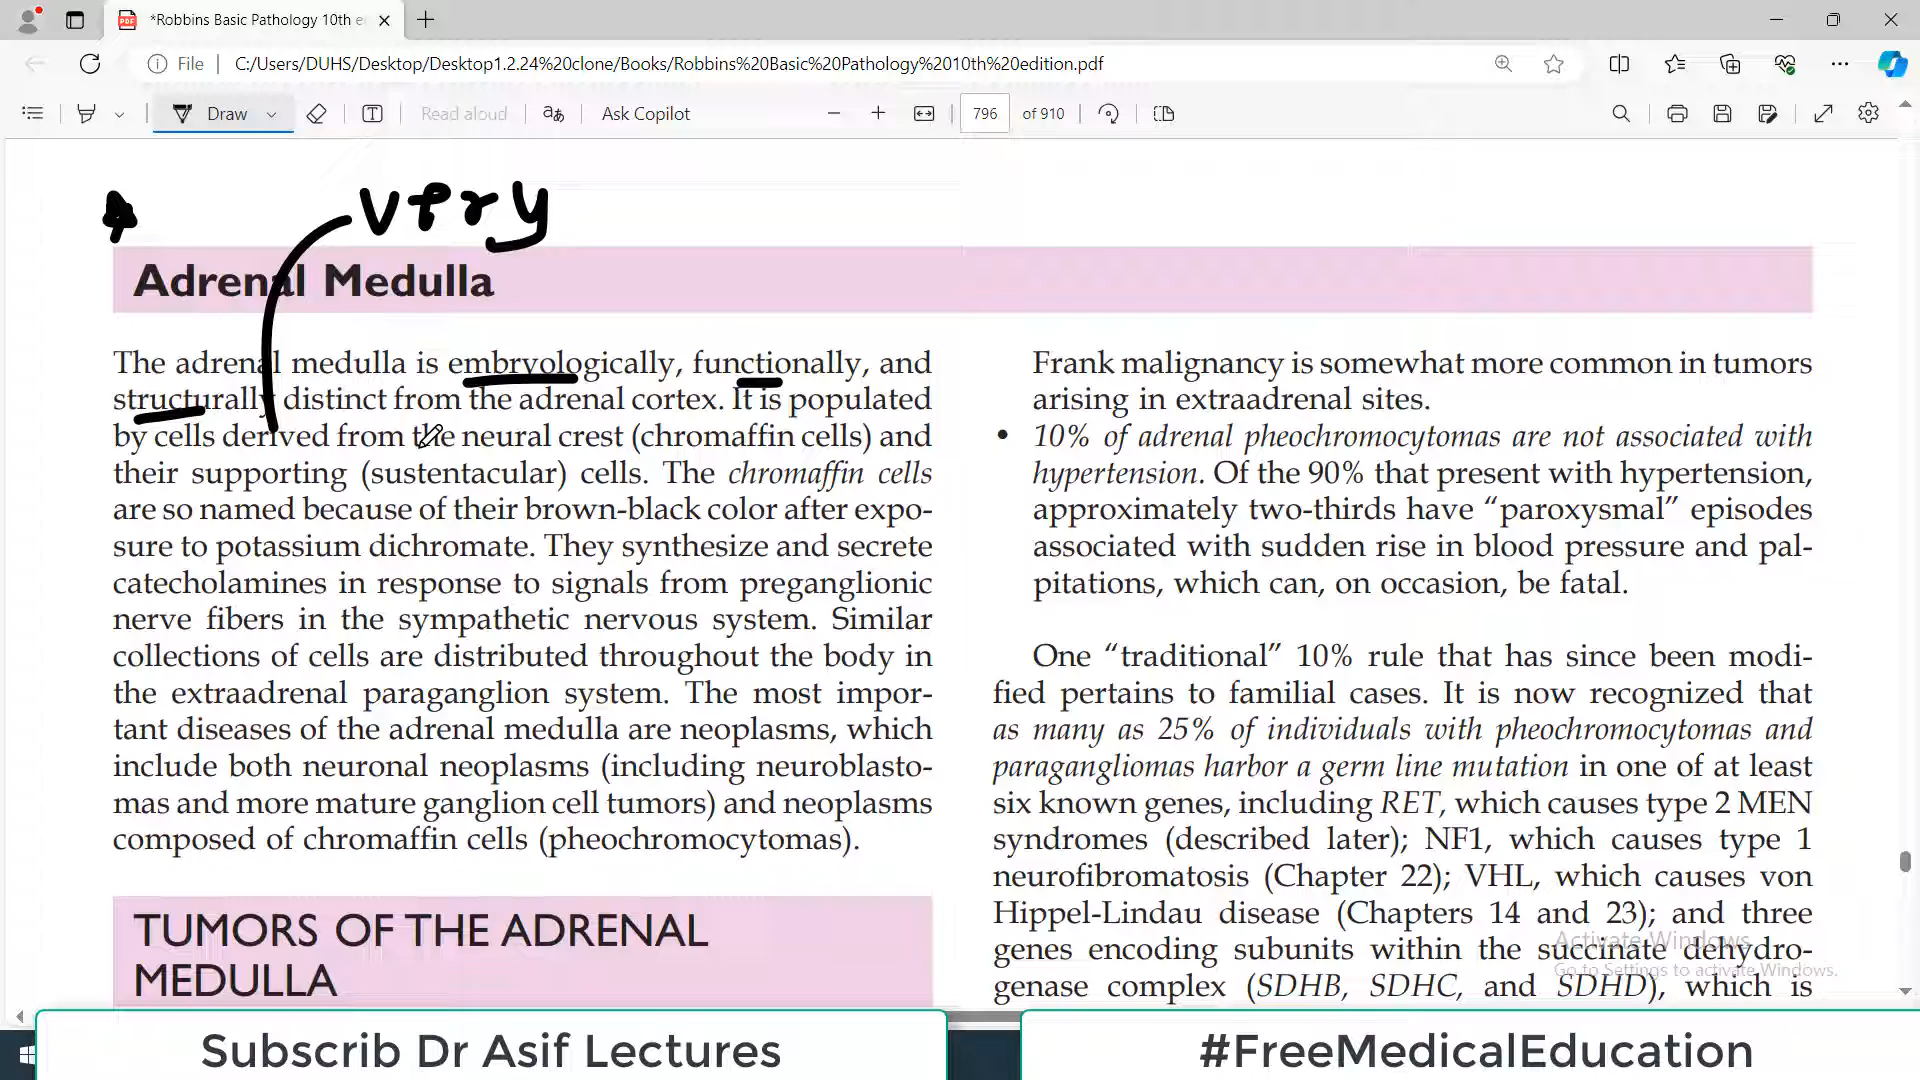 *Robbins Basic Pathology 10th e
File
C:/Users/DUHS/Desktop/Desktop1.2.24%20clone/Books/Robbins%20Basic%20Pathology%2010th%20edition.pdf
Draw
Read aloud
aあ
Ask Copilot
796 of 910
very
Adrenal Medulla
The adrenal medulla is embryologically, functionally, and
structurally distinct from the adrenal cortex. It is populated
by cells derived from the neural crest (chromaffin cells) and
their supporting (sustentacular) cells. The chromaffin cells
are so named because of their brown-black color after expo-
sure to potassium dichromate. They synthesize and secrete
catecholamines in response to signals from preganglionic
nerve fibers in the sympathetic nervous system. Similar
collections of cells are distributed throughout the body in
the extraadrenal paraganglion system. The most impor-
tant diseases of the adrenal medulla are neoplasms, which
include both neuronal neoplasms (including neuroblasto-
mas and more mature ganglion cell tumors) and neoplasms
composed of chromaffin cells (pheochromocytomas).
TUMORS OF THE ADRENAL
MEDULLA
Frank malignancy is somewhat more common in tumors
arising in extraadrenal sites.
• 10% of adrenal pheochromocytomas are not associated with
hypertension. Of the 90% that present with hypertension,
approximately two-thirds have “paroxysmal” episodes
associated with sudden rise in blood pressure and pal-
pitations, which can, on occasion, be fatal.
One “traditional” 10% rule that has since been modi-
fied pertains to familial cases. It is now recognized that
as many as 25% of individuals with pheochromocytomas and
paragangliomas harbor a germ line mutation in one of at least
six known genes, including RET, which causes type 2 MEN
syndromes (described later); NF1, which causes type 1
neurofibromatosis (Chapter 22); VHL, which causes von
Hippel-Lindau disease (Chapters 14 and 23); and three
genes encoding subunits within the succinate dehydro-
genase complex (SDHB, SDHC, and SDHD), which is
Activate Windows
Go to Settings to activate Windows.
Subscrib Dr Asif Lectures
#FreeMedicalEducation